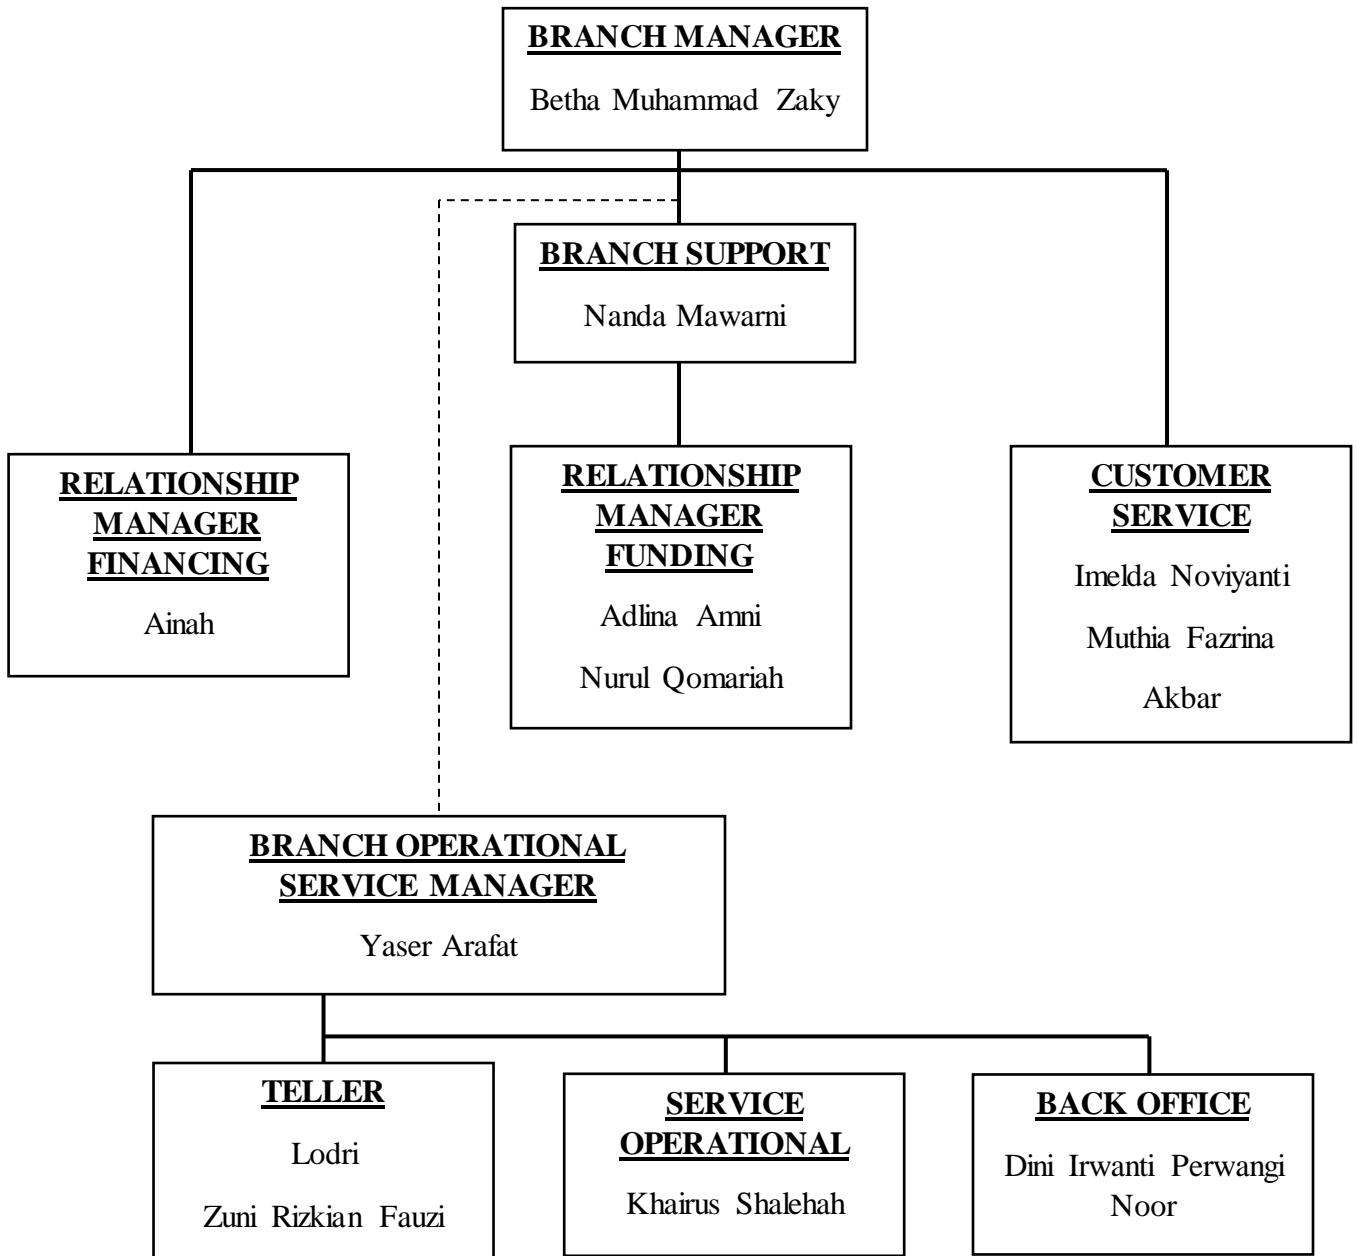 BRANCH MANAGER
Betha Muhammad Zaky
BRANCH SUPPORT
Nanda Mawarni
RELATIONSHIP
MANAGER
FINANCING
Ainah
RELATIONSHIP
MANAGER
FUNDING
Adlina Amni
Nurul Qomariah
CUSTOMER
SERVICE
Imelda Noviyanti
Muthia Fazrina
Akbar
BRANCH OPERATIONAL
SERVICE MANAGER
Yaser Arafat
TELLER
Lodri
Zuni Rizkian Fauzi
SERVICE
OPERATIONAL
Khairus Shalehah
BACK OFFICE
Dini Irwanti Perwangi
Noor